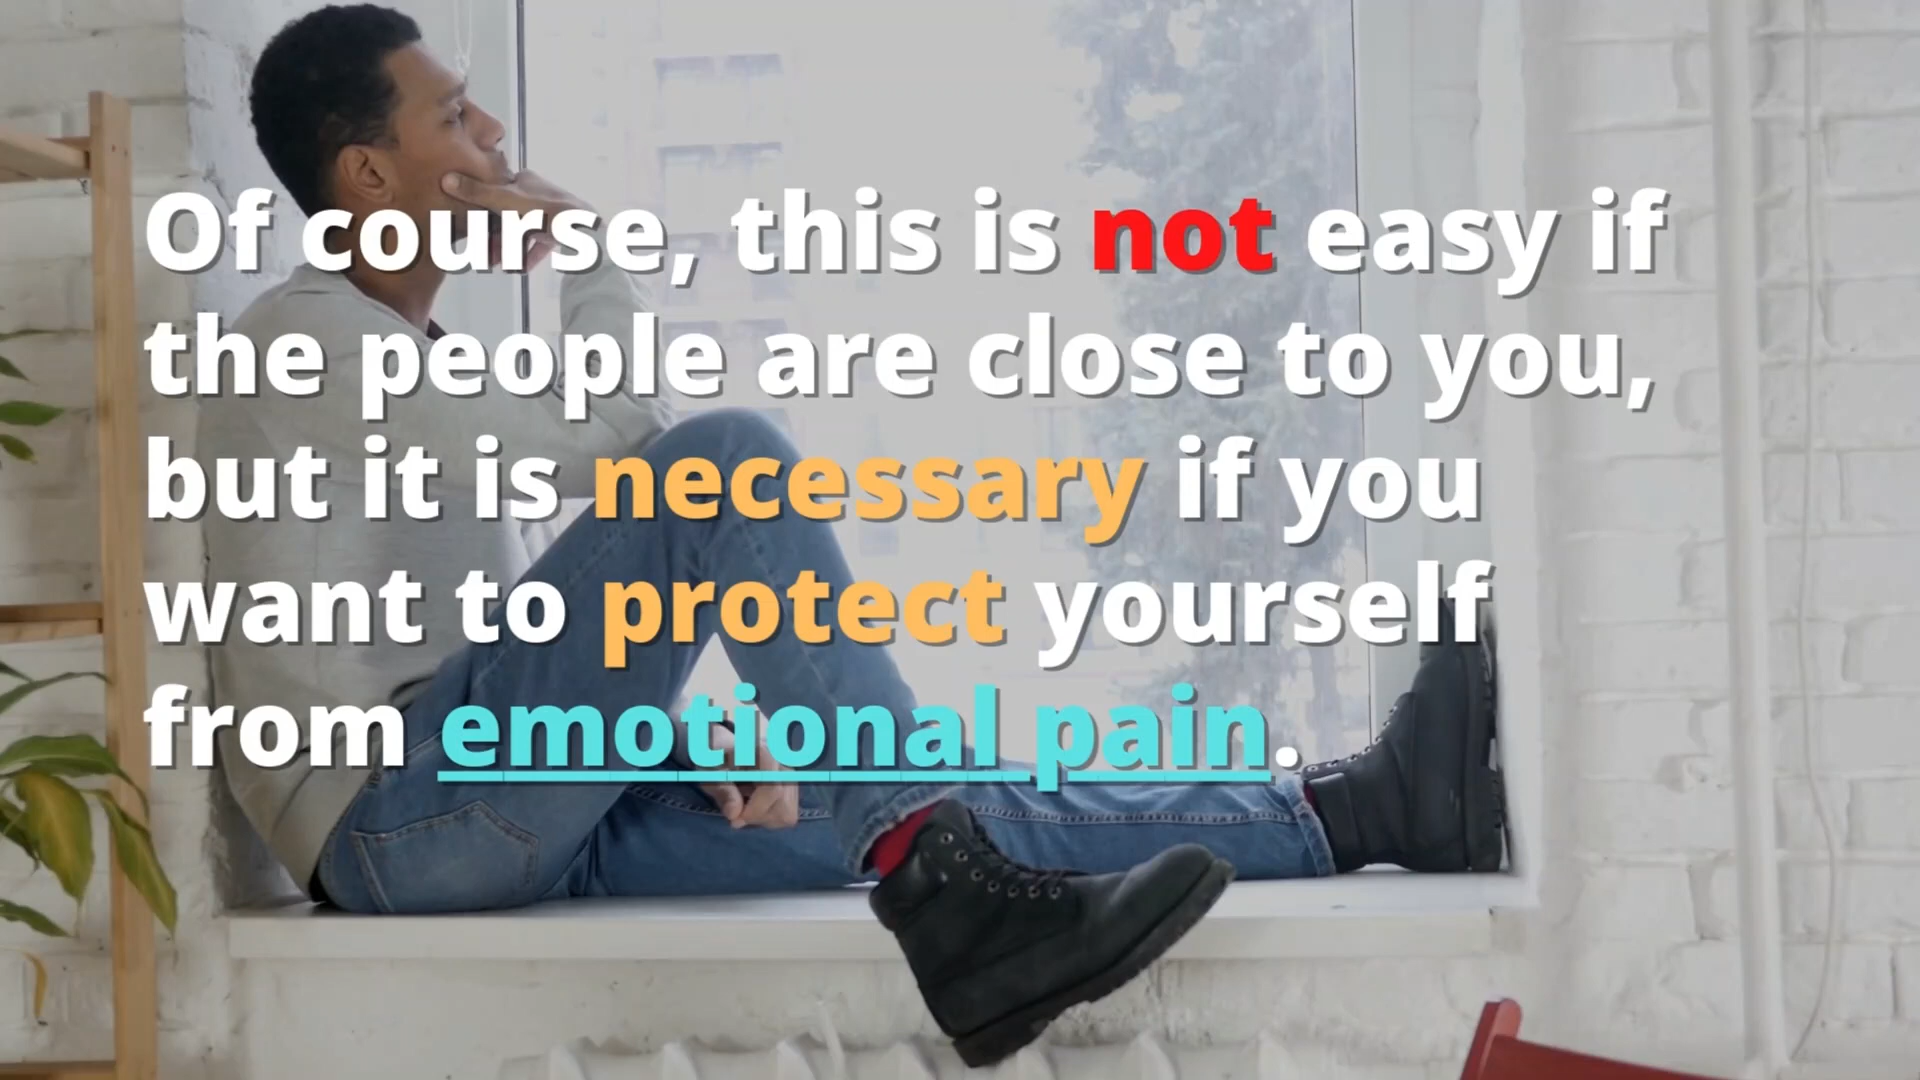 Of course, this is not easy if
the people are close to you,
but it is necessary if you
want to protect yourself
from emotional pain.